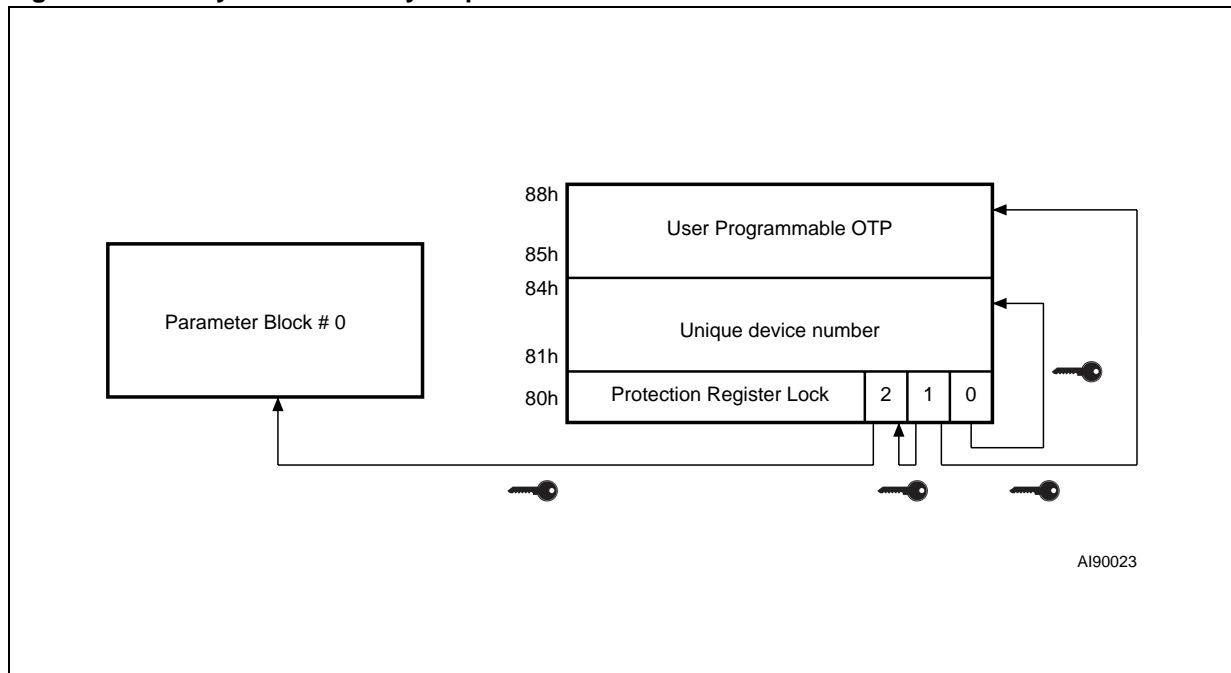 88h
User Programmable OTP
85h
84h
Parameter Block # 0
Unique device number
81h
80h
Protection Register Lock 2 1 0
AI90023